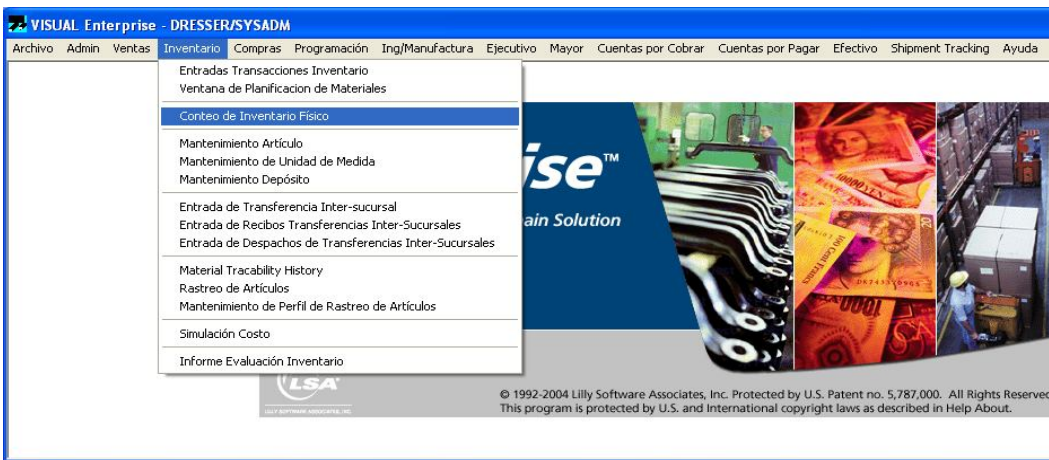 VISUAL Enterprise - DRESSER/SYSADM
Archivo Admin Ventas Inventario Compras Programación Ing/Manufactura Ejecutivo Mayor Cuentas por Cobrar Cuentas por Pagar Efectivo Shipment Tracking Ayuda
Entradas Transacciones Inventario
Ventana de Planificacion de Materiales
Conteo de Inventario Físico
Mantenimiento Artículo
Mantenimiento de Unidad de Medida
Mantenimiento Depósito
Entrada de Transferencia Inter-sucursal
Entrada de Recibos Transferencias Inter-Sucursales
Entrada de Despachos de Transferencias Inter-Sucursales
Material Tracability History
Rastreo de Artículos
Mantenimiento de Perfil de Rastreo de Artículos
Simulación Costo
Informe Evaluación Inventario
ise™
ain Solution
LSA
LILLY SOFTWARE ASSOCIATES, INC.
© 1992-2004 Lilly Software Associates, Inc. Protected by U.S. Patent no. 5,787,000. All Rights Reserved
This program is protected by U.S. and International copyright laws as described in Help About.